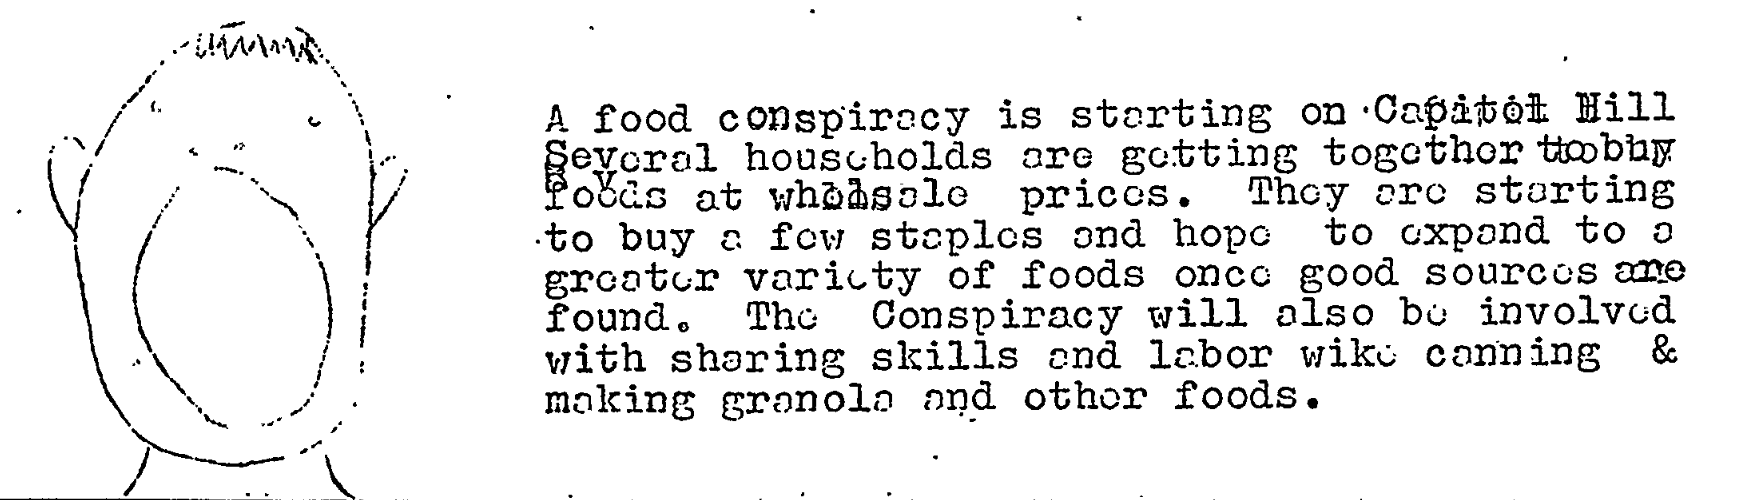 A food conspiracy is starting on Capitol Hill
Several households are getting together to buy
foods at wholesale prices. They are starting
to buy a few staples and hope to expand to a
greater variety of foods once good sources are
found. The Conspiracy will also be involved
with sharing skills and labor wike canning &
making granola and other foods.